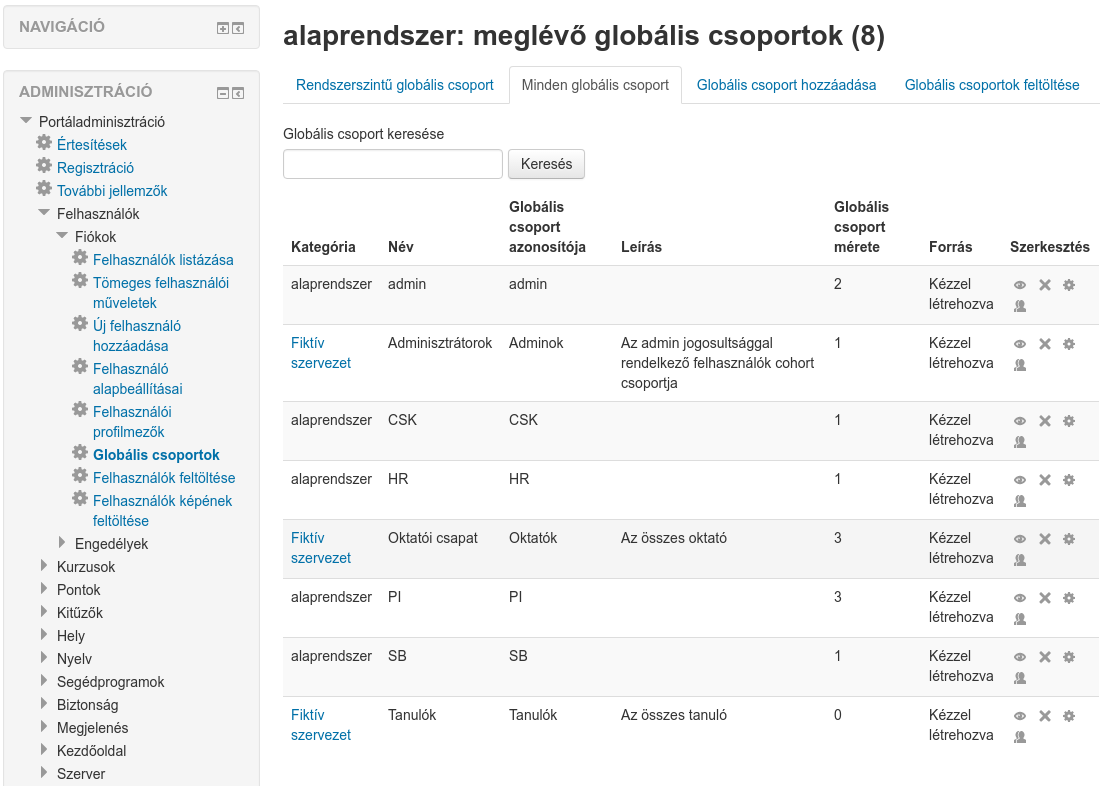 NAVIGÁCIÓ
ADMINISZTRÁCIÓ
Portáladminisztráció
Értesítések
Regisztráció
További jellemzők
Felhasználók
Fiókok
Felhasználók listázása
Tömeges felhasználói
műveletek
Új felhasználó
hozzáadása
Felhasználó
alapbeállításai
Felhasználói
profilmezők
Globális csoportok
Felhasználók feltöltése
Felhasználók képének
feltöltése
Engedélyek
Kurzusok
Pontok
Kitűzők
Hely
Nyelv
Segédprogramok
Biztonság
Megjelenés
Kezdőoldal
Szerver
alaprendszer: meglévő globális csoportok (8)
Rendszerszintű globális csoport Minden globális csoport Globális csoport hozzáadása Globális csoportok feltöltése
Globális csoport keresése
Keresés
Globális Globális
csoport csoport
Kategória Név azonosítója Leírás mérete Forrás Szerkesztés
alaprendszer admin admin 2 Kézzel
létrehozva
Fiktív Adminisztrátorok Adminok Az admin jogosultsággal 1 Kézzel
szervezet rendelkező felhasználók cohort létrehozva
csoportja
alaprendszer CSK CSK 1 Kézzel
létrehozva
alaprendszer HR HR 1 Kézzel
létrehozva
Fiktív Oktatói csapat Oktatók Az összes oktató 3 Kézzel
szervezet létrehozva
alaprendszer PI PI 3 Kézzel
létrehozva
alaprendszer SB SB 1 Kézzel
létrehozva
Fiktív Tanulók Tanulók Az összes tanuló 0 Kézzel
szervezet létrehozva